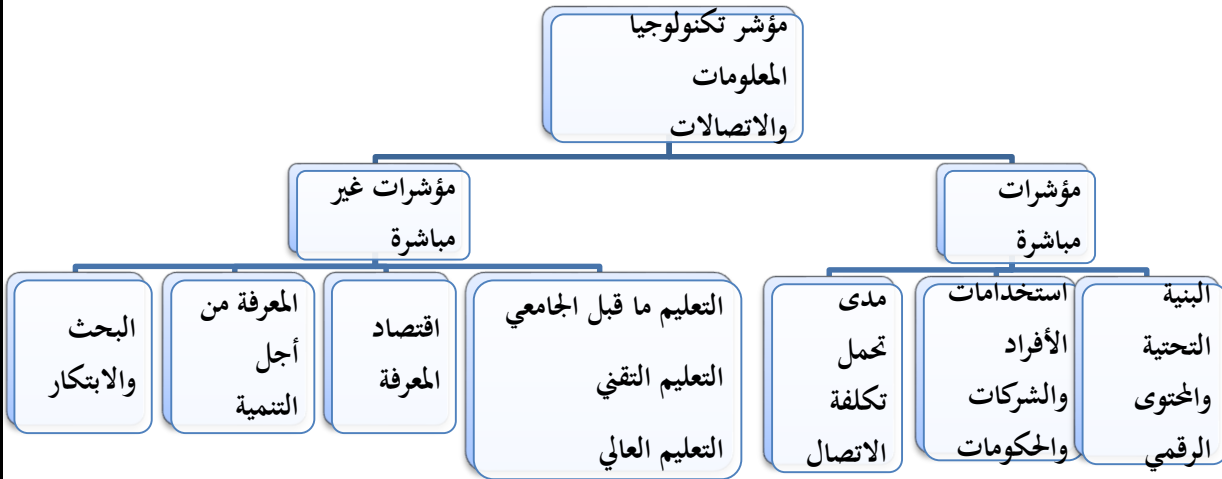 مؤشر تكنولوجيا
المعلومات
والاتصالات
مؤشرات
مباشرة
مؤشرات غير
مباشرة
البنية
التحتية
والمحتوى
الرقمي
استخدامات
الأفراد
والشركات
والحكومات
مدى
تحمل
تكلفة
الاتصال
التعليم ما قبل الجامعي
التعليم التقني
التعليم العالي
اقتصاد
المعرفة
المعرفة من
أجل
التنمية
البحث
والابتكار